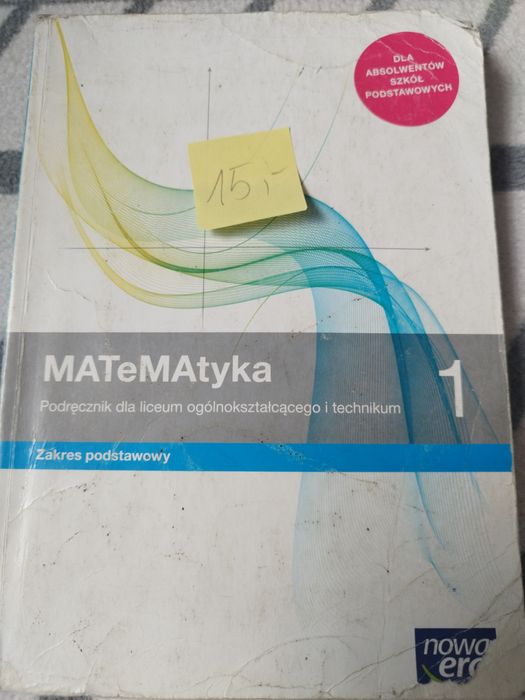 DLA
ABSOLWENTÓW
SZKÓŁ
PODSTAWOWYCH
15,-
MATeMAtyka
1
Podręcznik dla liceum ogólnokształcącego i technikum
Zakres podstawowy
nowa
era